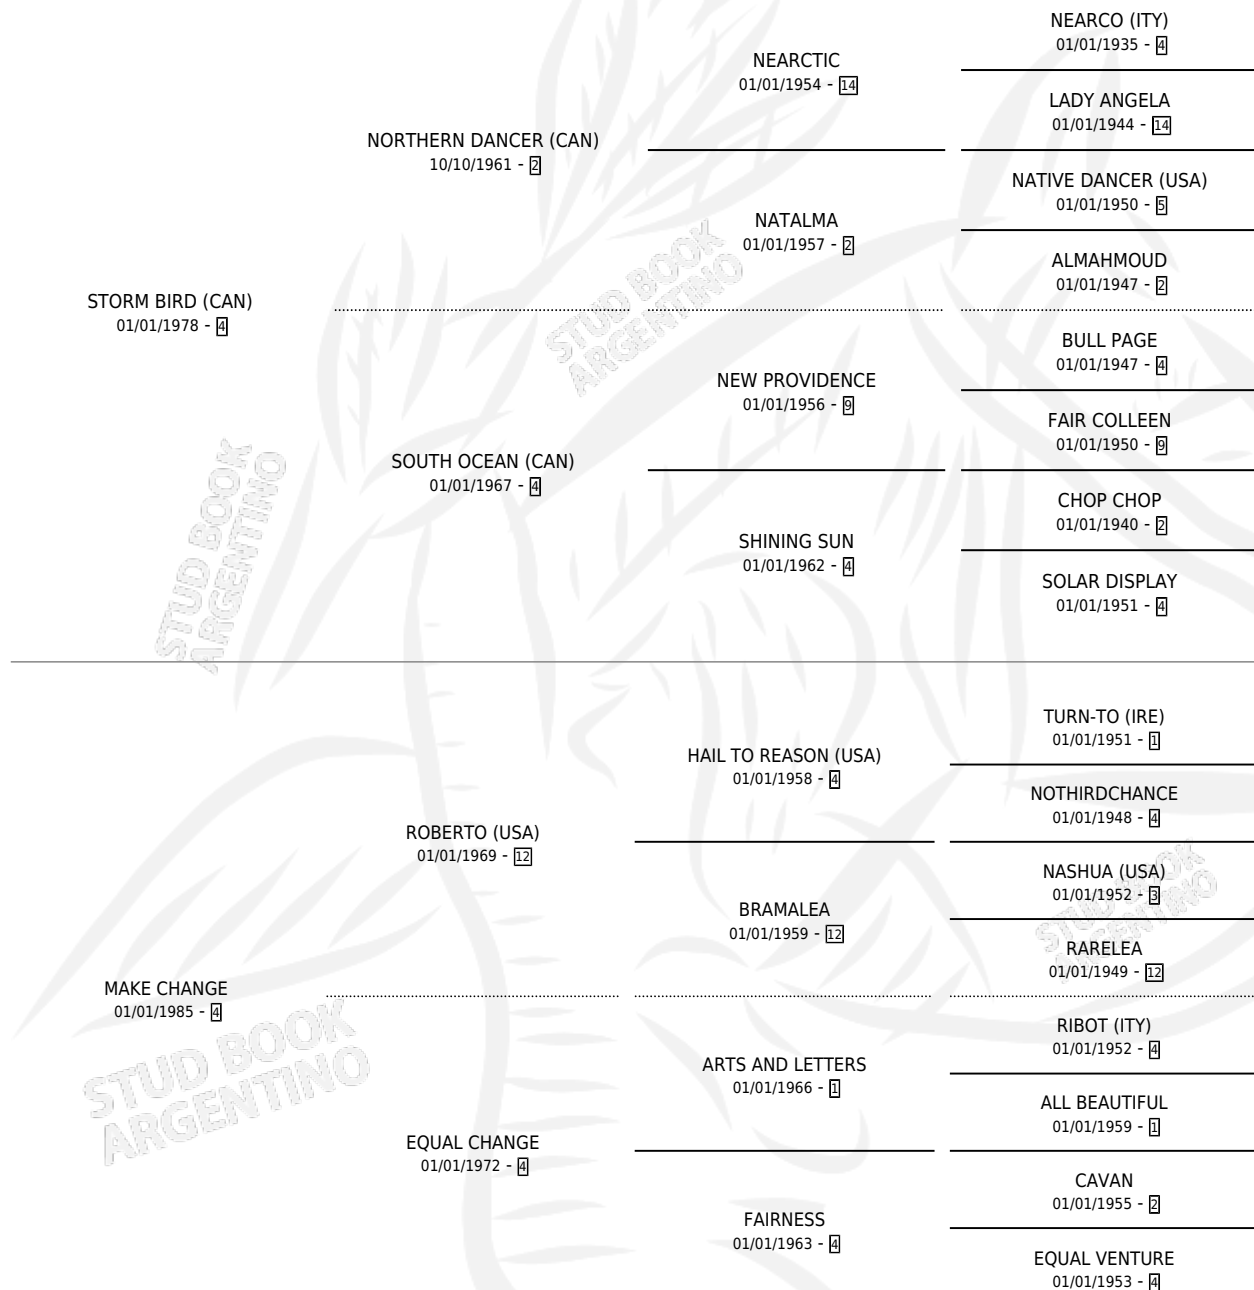 NEARCO (ITY)
01/01/1935 - 4
NEARCTIC
01/01/1954 - 14
LADY ANGELA
01/01/1944 - 14
NORTHERN DANCER (CAN)
10/10/1961 - 2
NATIVE DANCER (USA)
01/01/1950 - 5
NATALMA
01/01/1957 - 2
ALMAHMOUD
01/01/1947 - 2
STORM BIRD (CAN)
01/01/1978 - 4
STUD BOOK
ARGENTINO
BULL PAGE
01/01/1947 - 4
NEW PROVIDENCE
01/01/1956 - 9
FAIR COLLEEN
01/01/1950 - 9
SOUTH OCEAN (CAN)
01/01/1967 - 4
CHOP CHOP
01/01/1940 - 2
SHINING SUN
01/01/1962 - 4
SOLAR DISPLAY
01/01/1951 - 4
STUD BOOK
ARGENTINO
TURN-TO (IRE)
01/01/1951 - 1
HAIL TO REASON (USA)
01/01/1958 - 4
NOTHIRDCHANCE
01/01/1948 - 4
ROBERTO (USA)
01/01/1969 - 12
NASHUA (USA)
01/01/1952 - 3
BRAMALEA
01/01/1959 - 12
RARELEA
01/01/1949 - 12
STUD BOOK
ARGENTINO
MAKE CHANGE
01/01/1985 - 4
RIBOT (ITY)
01/01/1952 - 4
ARTS AND LETTERS
01/01/1966 - 1
ALL BEAUTIFUL
01/01/1959 - 1
STUD BOOK
ARGENTINO
EQUAL CHANGE
01/01/1972 - 4
CAVAN
01/01/1955 - 2
FAIRNESS
01/01/1963 - 4
EQUAL VENTURE
01/01/1953 - 4